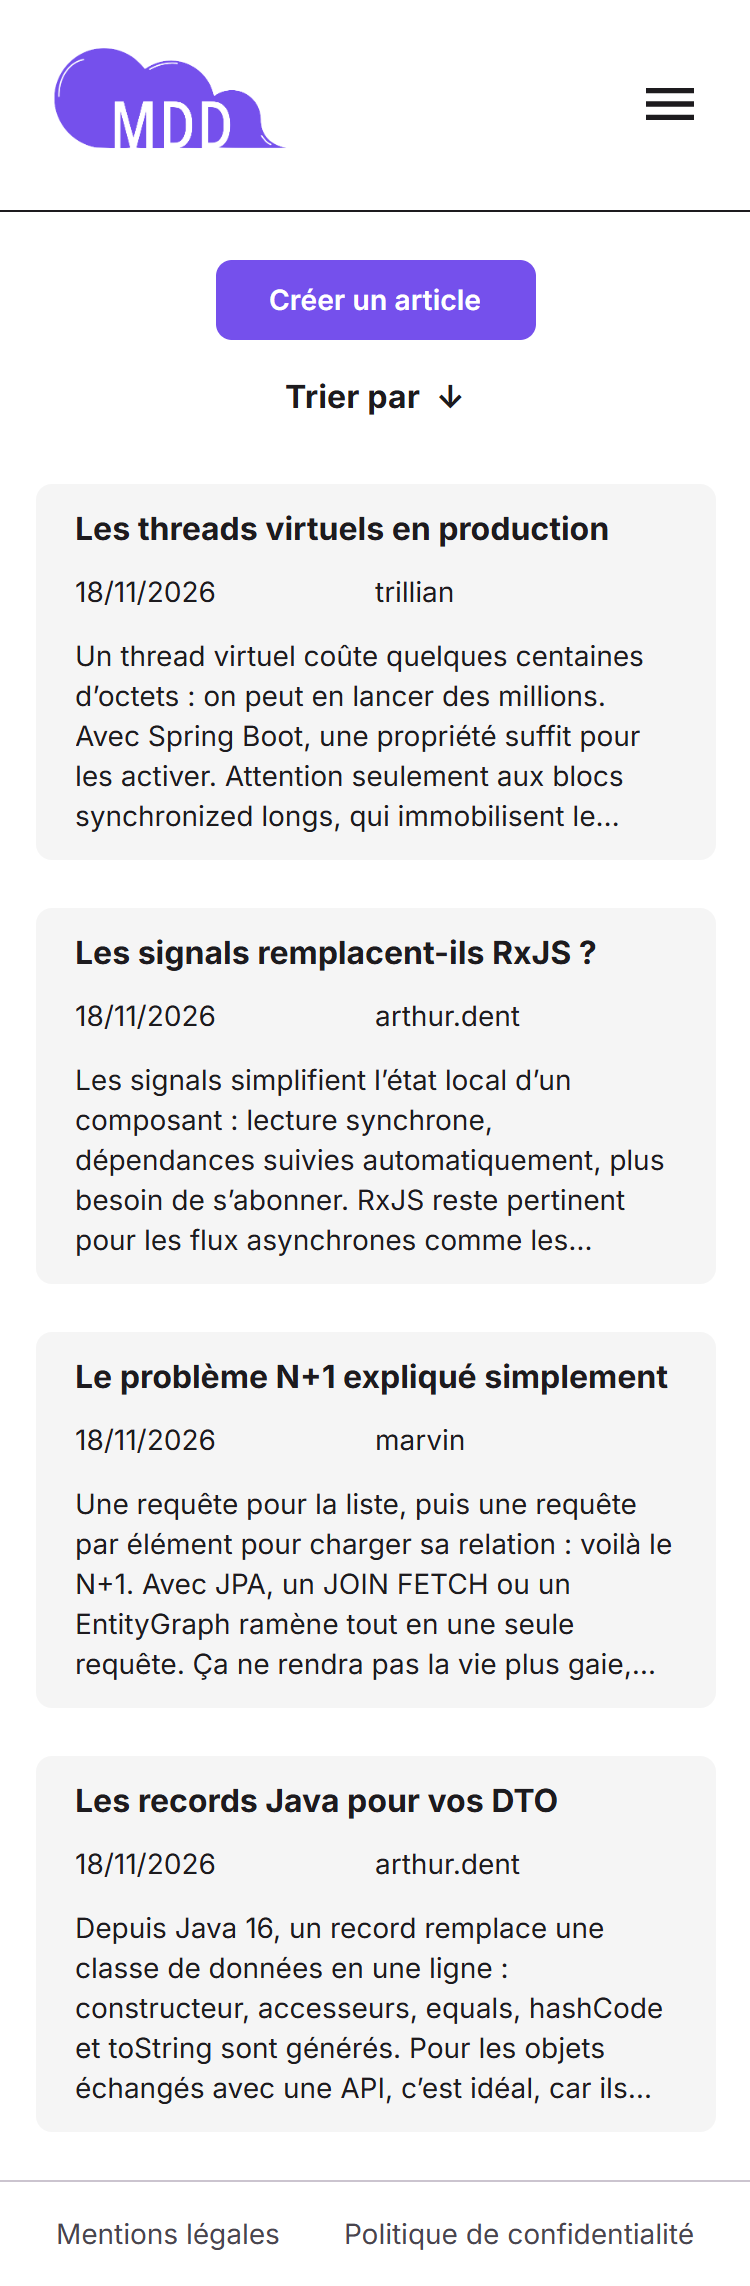 MDD
Créer un article
Trier par ↓
Les threads virtuels en production
18/11/2026 trillian
Un thread virtuel coûte quelques centaines
d’octets : on peut en lancer des millions.
Avec Spring Boot, une propriété suffit pour
les activer. Attention seulement aux blocs
synchronized longs, qui immobilisent le...
Les signals remplacent-ils RxJS ?
18/11/2026 arthur.dent
Les signals simplifient l’état local d’un
composant : lecture synchrone,
dépendances suivies automatiquement, plus
besoin de s’abonner. RxJS reste pertinent
pour les flux asynchrones comme les...
Le problème N+1 expliqué simplement
18/11/2026 marvin
Une requête pour la liste, puis une requête
par élément pour charger sa relation : voilà le
N+1. Avec JPA, un JOIN FETCH ou un
EntityGraph ramène tout en une seule
requête. Ça ne rendra pas la vie plus gaie,...
Les records Java pour vos DTO
18/11/2026 arthur.dent
Depuis Java 16, un record remplace une
classe de données en une ligne :
constructeur, accesseurs, equals, hashCode
et toString sont générés. Pour les objets
échangés avec une API, c’est idéal, car ils...
Mentions légales Politique de confidentialité